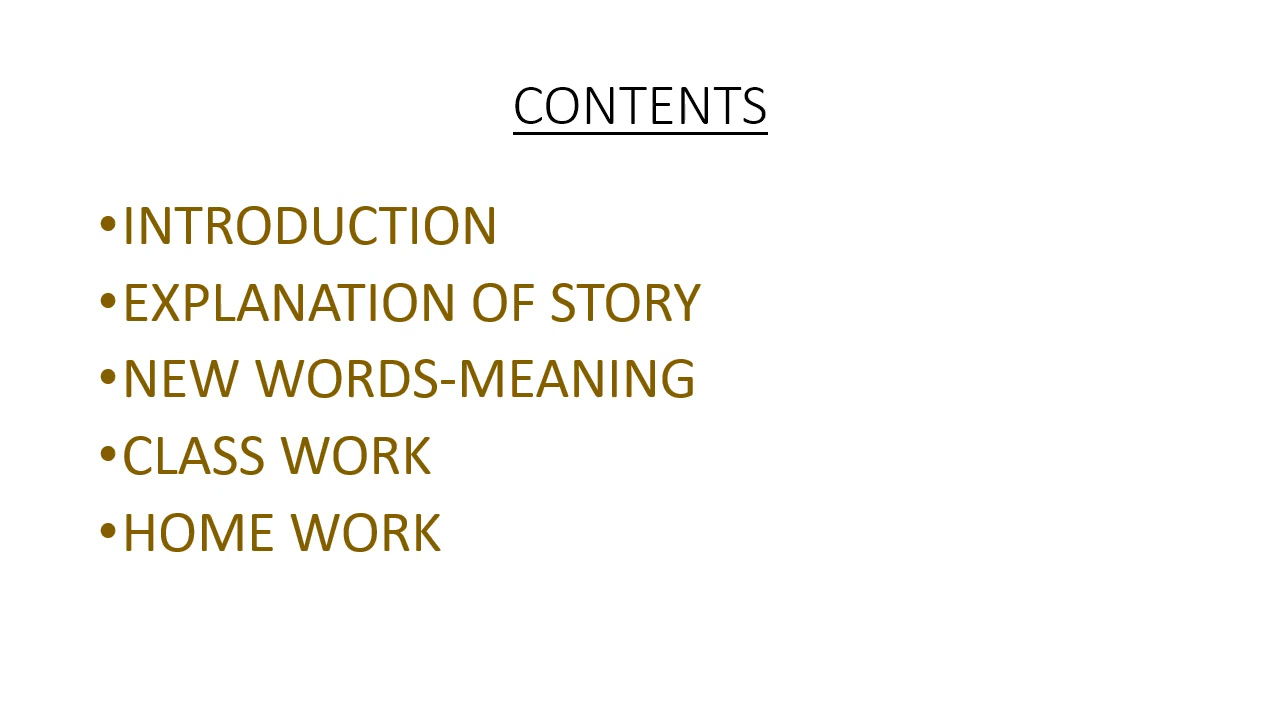 CONTENTS
•INTRODUCTION
•EXPLANATION OF STORY
•NEW WORDS-MEANING
•CLASS WORK
•HOME WORK